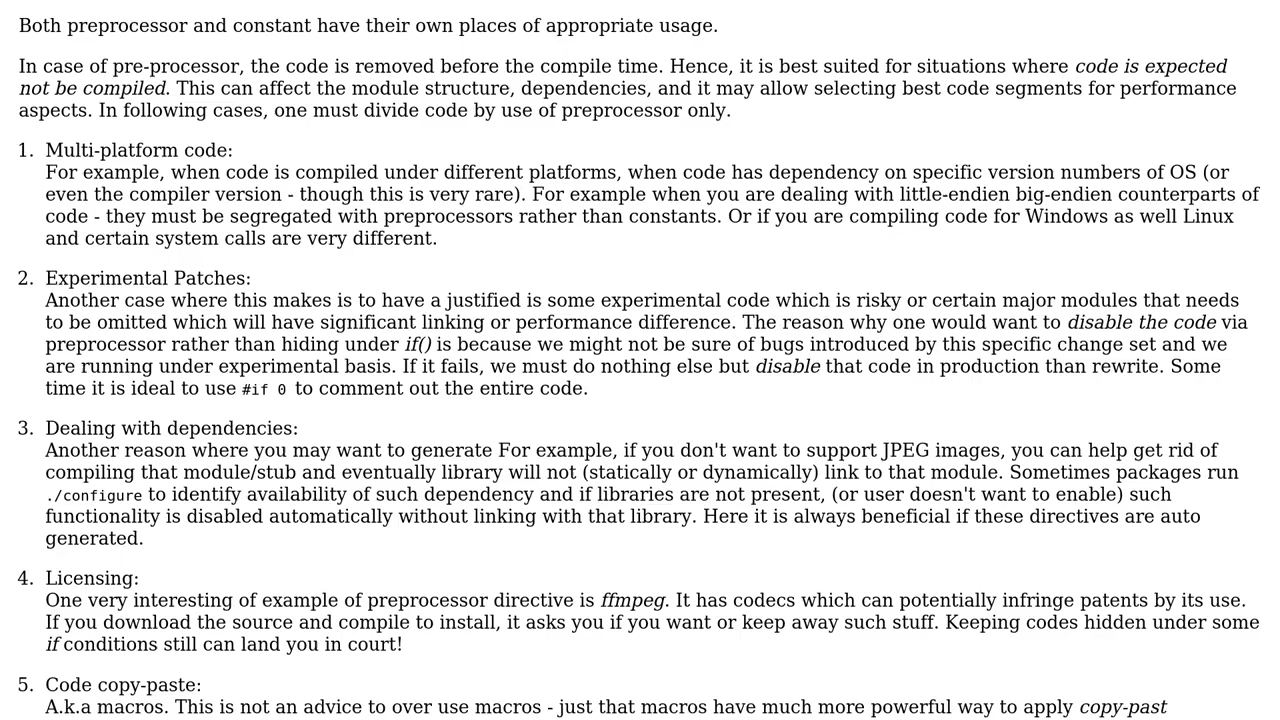 Both preprocessor and constant have their own places of appropriate usage.
In case of pre-processor, the code is removed before the compile time. Hence, it is best suited for situations where code is expected
not be compiled. This can affect the module structure, dependencies, and it may allow selecting best code segments for performance
aspects. In following cases, one must divide code by use of preprocessor only.
1. Multi-platform code:
For example, when code is compiled under different platforms, when code has dependency on specific version numbers of OS (or
even the compiler version - though this is very rare). For example when you are dealing with little-endien big-endien counterparts of
code - they must be segregated with preprocessors rather than constants. Or if you are compiling code for Windows as well Linux
and certain system calls are very different.
2. Experimental Patches:
Another case where this makes is to have a justified is some experimental code which is risky or certain major modules that needs
to be omitted which will have significant linking or performance difference. The reason why one would want to disable the code via
preprocessor rather than hiding under if() is because we might not be sure of bugs introduced by this specific change set and we
are running under experimental basis. If it fails, we must do nothing else but disable that code in production than rewrite. Some
time it is ideal to use #if 0 to comment out the entire code.
3. Dealing with dependencies:
Another reason where you may want to generate For example, if you don't want to support JPEG images, you can help get rid of
compiling that module/stub and eventually library will not (statically or dynamically) link to that module. Sometimes packages run
./configure to identify availability of such dependency and if libraries are not present, (or user doesn't want to enable) such
functionality is disabled automatically without linking with that library. Here it is always beneficial if these directives are auto
generated.
4. Licensing:
One very interesting of example of preprocessor directive is ffmpeg. It has codecs which can potentially infringe patents by its use.
If you download the source and compile to install, it asks you if you want or keep away such stuff. Keeping codes hidden under some
if conditions still can land you in court!
5. Code copy-paste:
A.k.a macros. This is not an advice to over use macros - just that macros have much more powerful way to apply copy-past